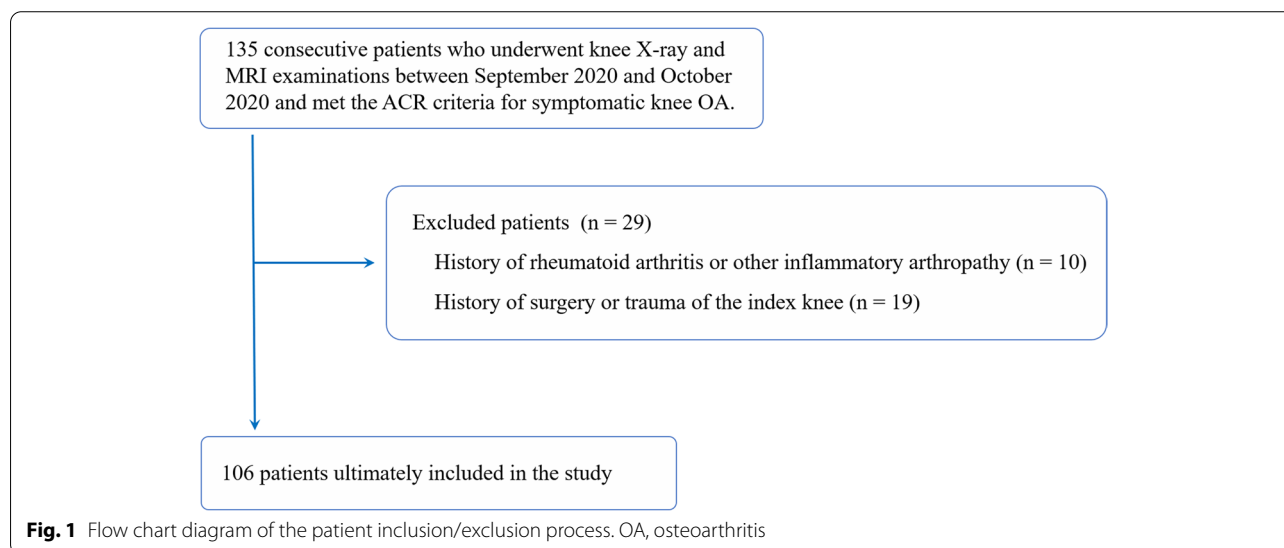 135 consecutive patients who underwent knee X-ray and
MRI examinations between September 2020 and October
2020 and met the ACR criteria for symptomatic knee OA.
Excluded patients (n = 29)
History of rheumatoid arthritis or other inflammatory arthropathy (n = 10)
History of surgery or trauma of the index knee (n = 19)
106 patients ultimately included in the study
Fig. 1 Flow chart diagram of the patient inclusion/exclusion process. OA, osteoarthritis